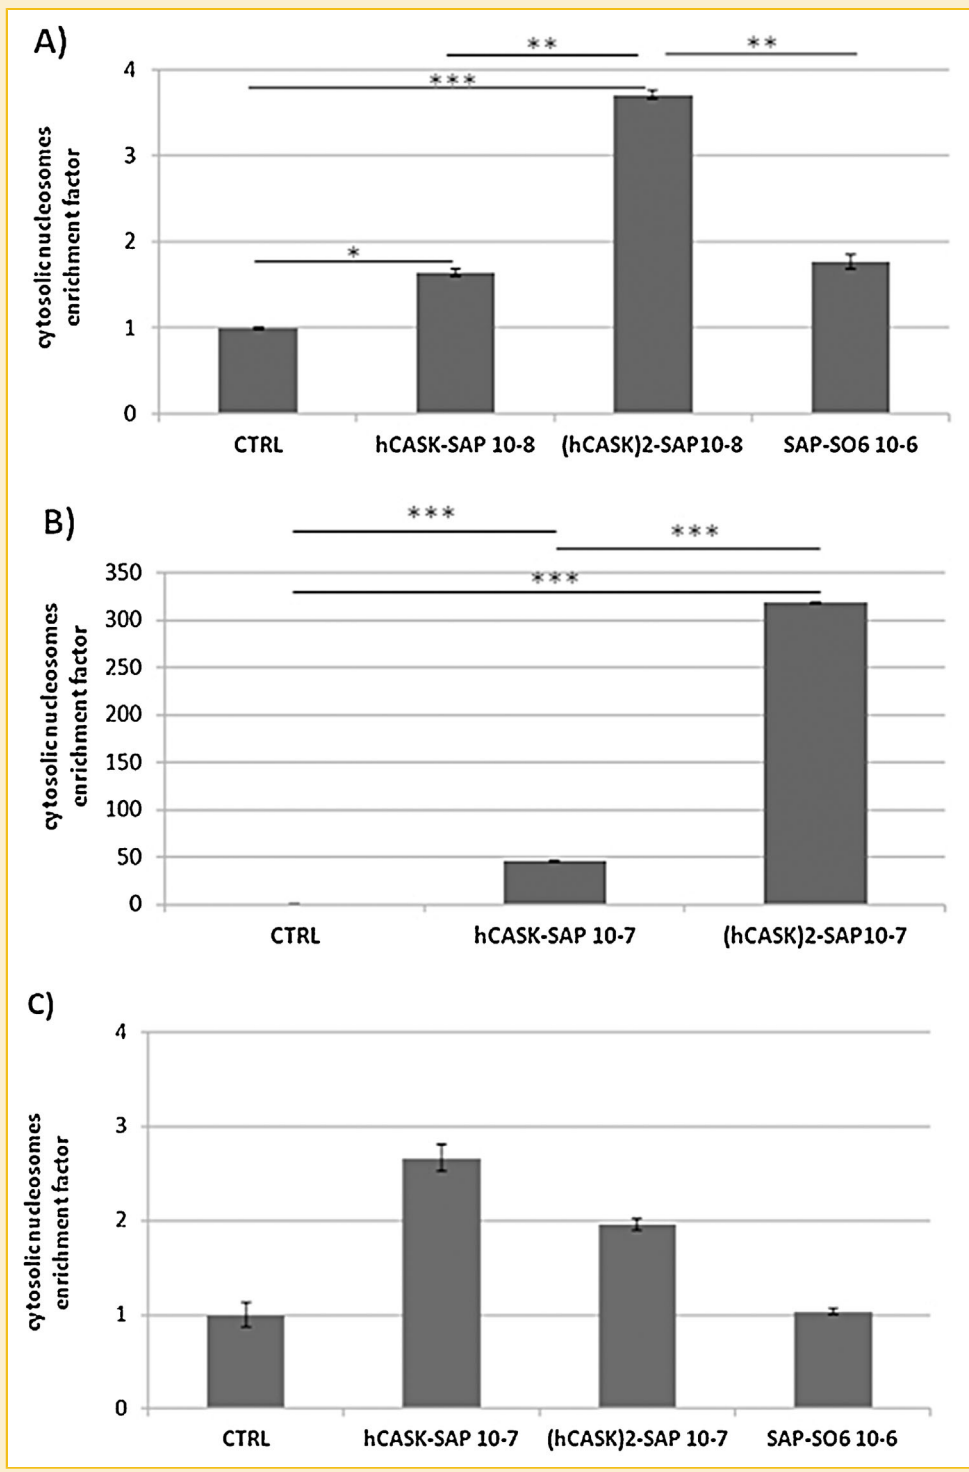 A)
**
**
***
*
4
3
2
1
0
cytosolic nucleosomes
enrichment factor
CTRL
hCASK-SAP 10-8
(hCASK)2-SAP10-8
SAP-SO6 10-6
B)
***
***
***
350
300
250
200
150
100
50
0
cytosolic nucleosomes
enrichment factor
CTRL
hCASK-SAP 10-7
(hCASK)2-SAP10-7
C)
4
3
2
1
0
cytosolic nucleosomes
enrichment factor
CTRL
hCASK-SAP 10-7
(hCASK)2-SAP 10-7
SAP-SO6 10-6